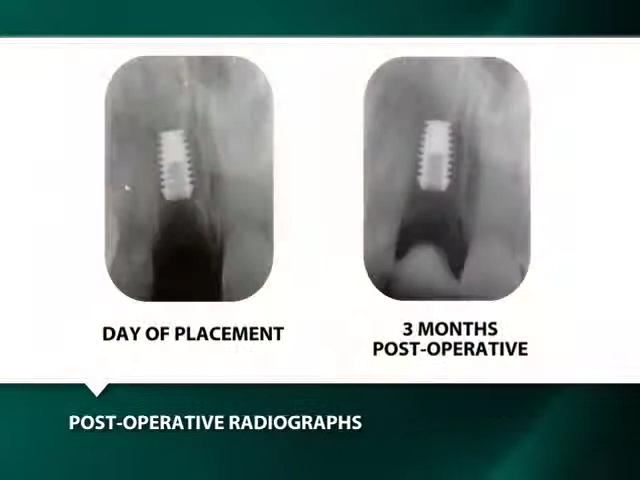 DAY OF PLACEMENT
3 MONTHS
POST-OPERATIVE
POST-OPERATIVE RADIOGRAPHS